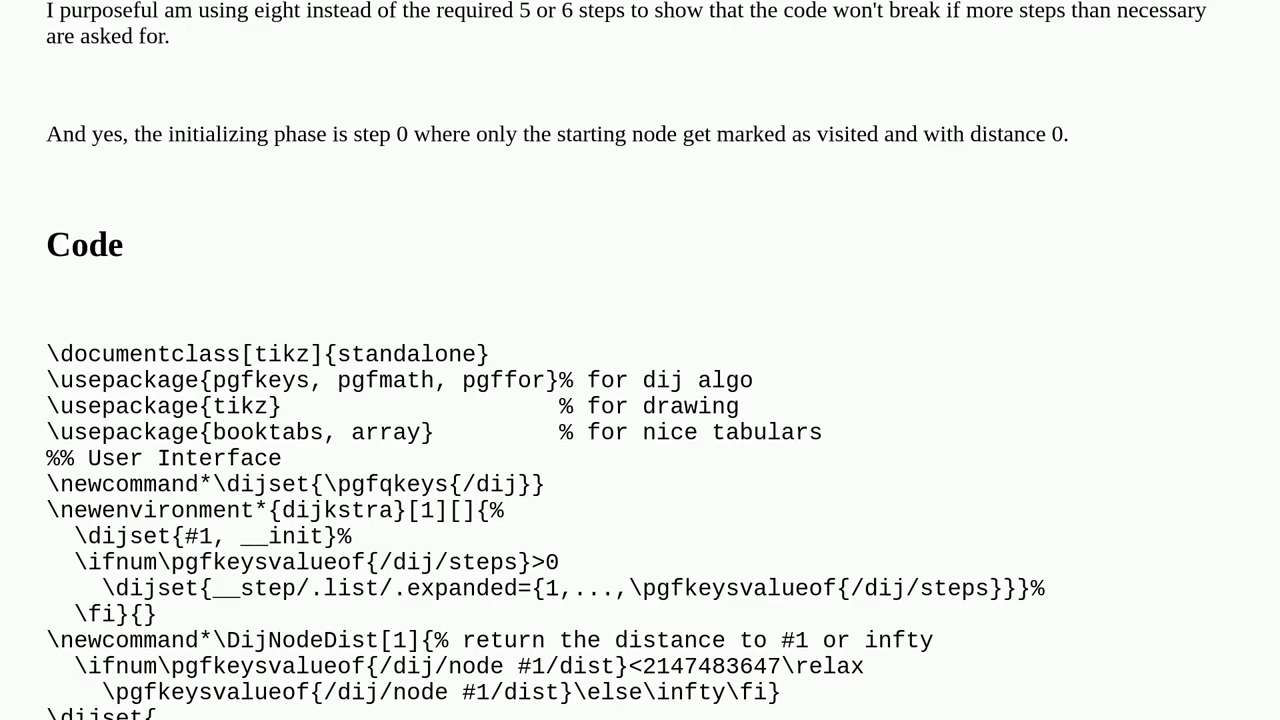 I purposeful am using eight instead of the required 5 or 6 steps to show that the code won't break if more steps than necessary
are asked for.
And yes, the initializing phase is step 0 where only the starting node get marked as visited and with distance 0.
Code
\documentclass[tikz]{standalone}
\usepackage{pgfkeys, pgfmath, pgffor}% for dij algo
\usepackage{tikz}                    % for drawing
\usepackage{booktabs, array}         % for nice tabulars
%% User Interface
\newcommand*\dijset{\pgfqkeys{/dij}}
\newenvironment*{dijkstra}[1][]{%
  \dijset{#1, __init}%
  \ifnum\pgfkeysvalueof{/dij/steps}>0
    \dijset{__step/.list/.expanded={1,...,\pgfkeysvalueof{/dij/steps}}}%
  \fi}{}
\newcommand*\DijNodeDist[1]{% return the distance to #1 or infty
  \ifnum\pgfkeysvalueof{/dij/node #1/dist}<2147483647\relax
    \pgfkeysvalueof{/dij/node #1/dist}\else\infty\fi}
\dijset{